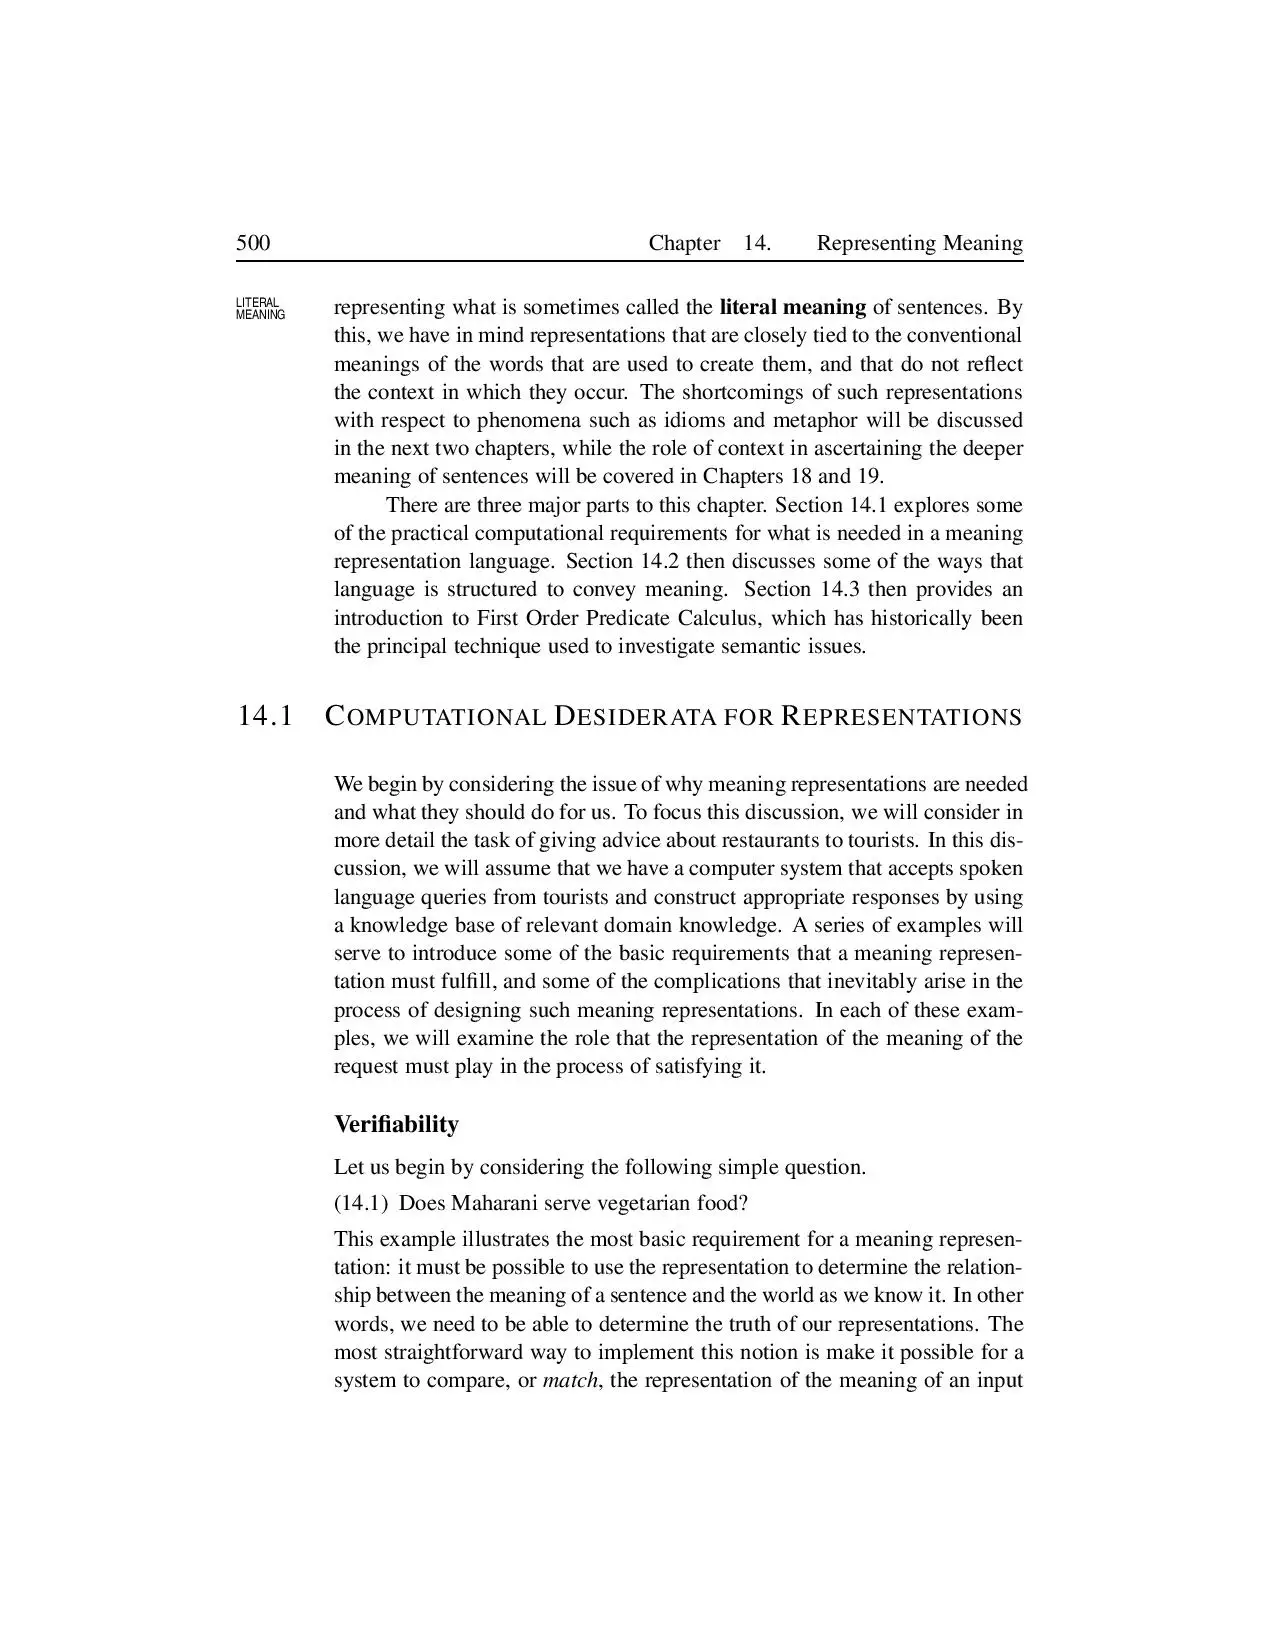 500 Chapter 14. Representing Meaning
LITERAL
MEANING
representing what is sometimes called the literal meaning of sentences. By
this, we have in mind representations that are closely tied to the conventional
meanings of the words that are used to create them, and that do not reflect
the context in which they occur. The shortcomings of such representations
with respect to phenomena such as idioms and metaphor will be discussed
in the next two chapters, while the role of context in ascertaining the deeper
meaning of sentences will be covered in Chapters 18 and 19.
There are three major parts to this chapter. Section 14.1 explores some
of the practical computational requirements for what is needed in a meaning
representation language. Section 14.2 then discusses some of the ways that
language is structured to convey meaning. Section 14.3 then provides an
introduction to First Order Predicate Calculus, which has historically been
the principal technique used to investigate semantic issues.
14.1 COMPUTATIONAL DESIDERATA FOR REPRESENTATIONS
We begin by considering the issue of why meaning representations are needed
and what they should do for us. To focus this discussion, we will consider in
more detail the task of giving advice about restaurants to tourists. In this dis-
cussion, we will assume that we have a computer system that accepts spoken
language queries from tourists and construct appropriate responses by using
a knowledge base of relevant domain knowledge. A series of examples will
serve to introduce some of the basic requirements that a meaning represen-
tation must fulfill, and some of the complications that inevitably arise in the
process of designing such meaning representations. In each of these exam-
ples, we will examine the role that the representation of the meaning of the
request must play in the process of satisfying it.
Verifiability
Let us begin by considering the following simple question.
(14.1) Does Maharani serve vegetarian food?
This example illustrates the most basic requirement for a meaning represen-
tation: it must be possible to use the representation to determine the relation-
ship between the meaning of a sentence and the world as we know it. In other
words, we need to be able to determine the truth of our representations. The
most straightforward way to implement this notion is make it possible for a
system to compare, or match, the representation of the meaning of an input